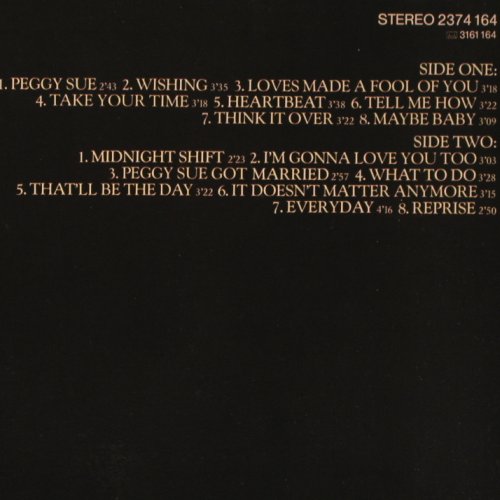 STEREO 2374 164
3161 164
SIDE ONE:
1. PEGGY SUE 2'43 2. WISHING 3'35 3. LOVES MADE A FOOL OF YOU 3'18
4. TAKE YOUR TIME 3'18 5. HEARTBEAT 3'38 6. TELL ME HOW 3'22
7. THINK IT OVER 3'22 8. MAYBE BABY 3'09
SIDE TWO:
1. MIDNIGHT SHIFT 2'23 2. I'M GONNA LOVE YOU TOO 3'03
3. PEGGY SUE GOT MARRIED 2'57 4. WHAT TO DO 3'28
5. THAT'LL BE THE DAY 3'22 6. IT DOESN'T MATTER ANYMORE 3'15
7. EVERYDAY 4'16 8. REPRISE 2'50